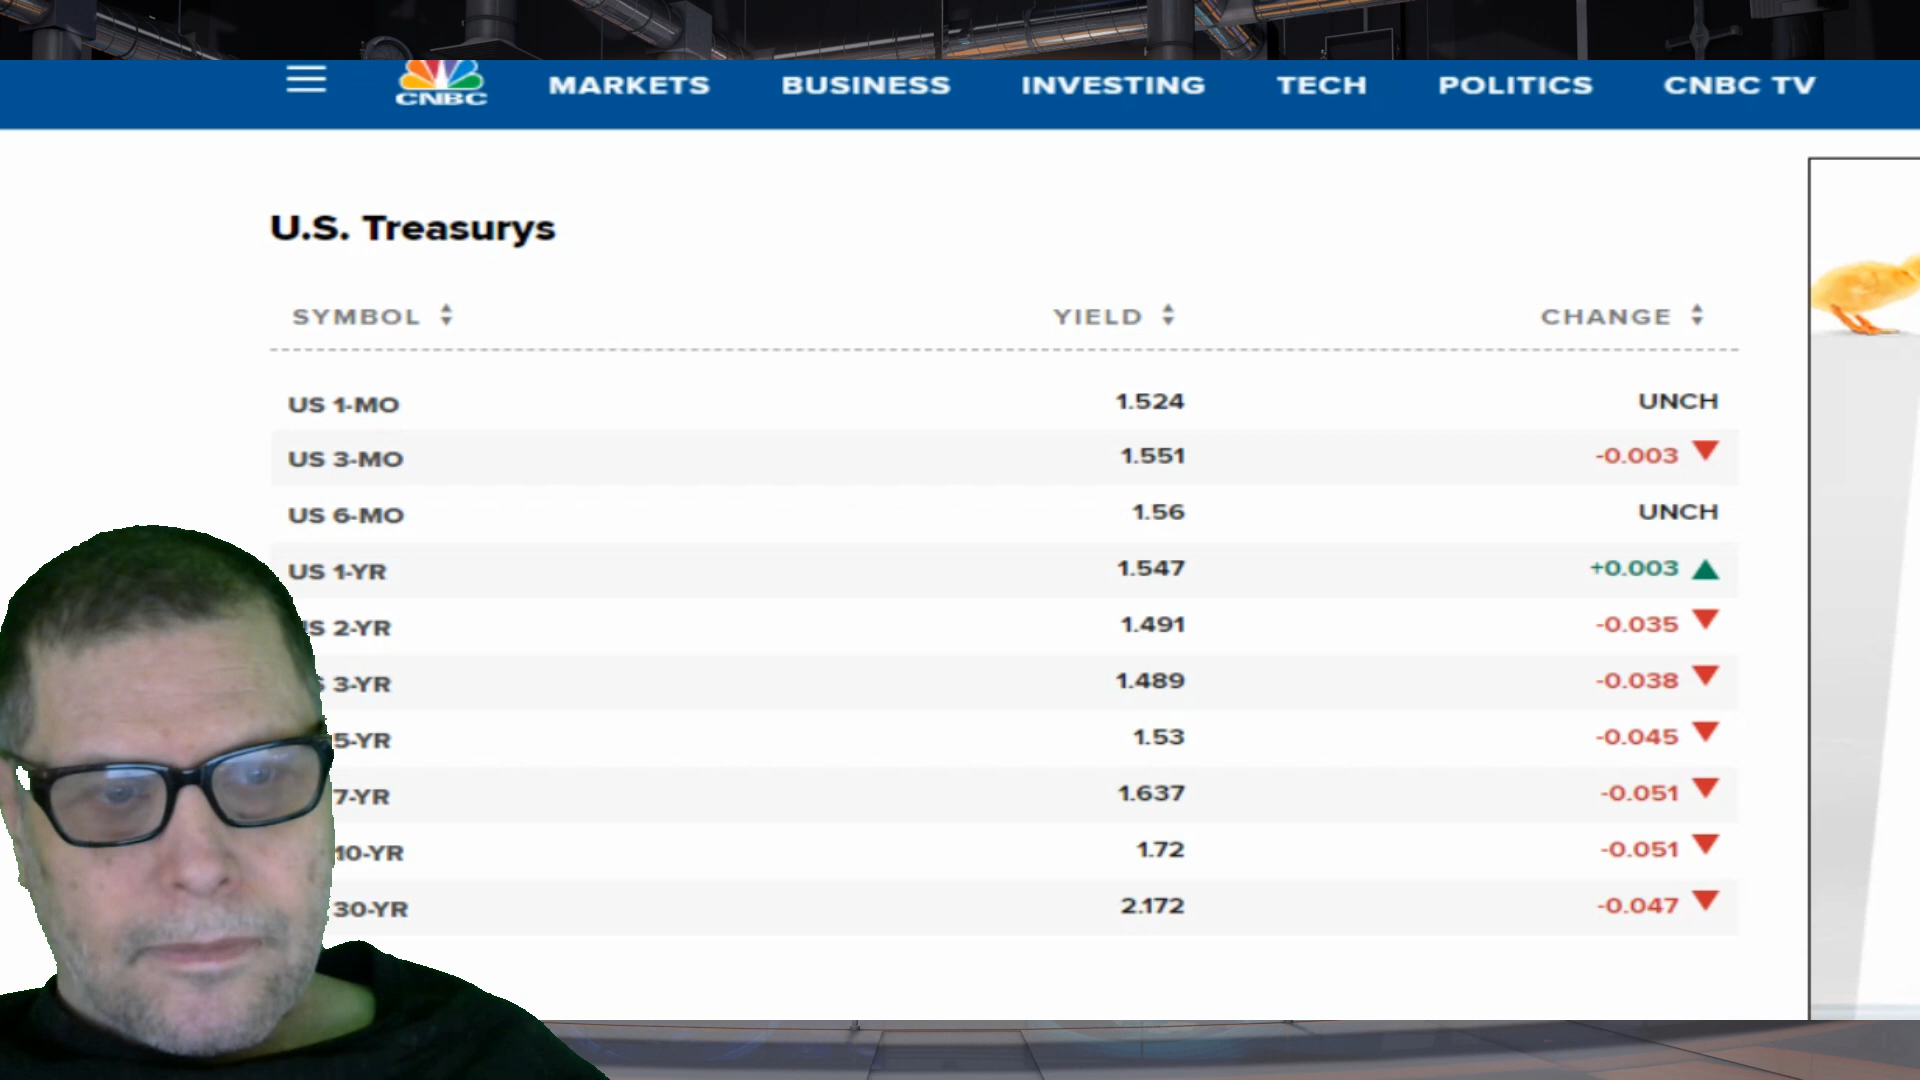 CNBC MARKETS BUSINESS INVESTING TECH POLITICS CNBC TV
U.S. Treasurys
SYMBOL YIELD CHANGE
US 1-MO 1.524 UNCH
US 3-MO 1.551 -0.003
US 6-MO 1.56 UNCH
US 1-YR 1.547 +0.003
S 2-YR 1.491 -0.035
3-YR 1.489 -0.038
5-YR 1.53 -0.045
7-YR 1.637 -0.051
10-YR 1.72 -0.051
30-YR 2.172 -0.047